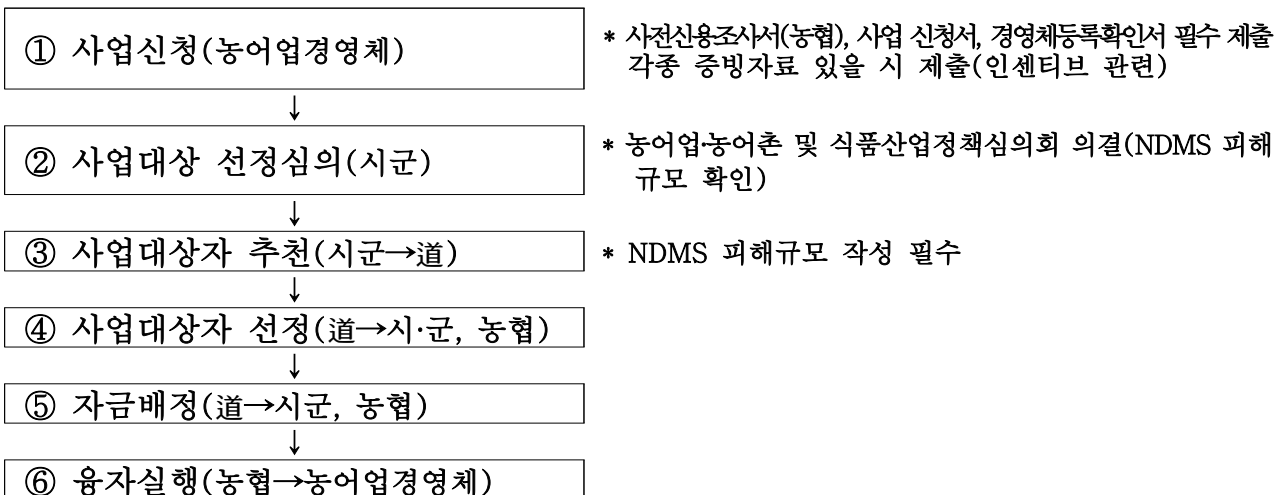 ① 사업신청(농어업경영체)
* 사전신용조사서(농협), 사업 신청서, 경영체등록확인서 필수 제출
각종 증빙자료 있을 시 제출(인센티브 관련)
↓
② 사업대상 선정심의(시군)
* 농어업·농어촌 및 식품산업정책심의회 의결(NDMS 피해
규모 확인)
↓
③ 사업대상자 추천(시군→道)
* NDMS 피해규모 작성 필수
↓
④ 사업대상자 선정(道→시·군, 농협)
↓
⑤ 자금배정(道→시군, 농협)
↓
⑥ 융자실행(농협→농어업경영체)